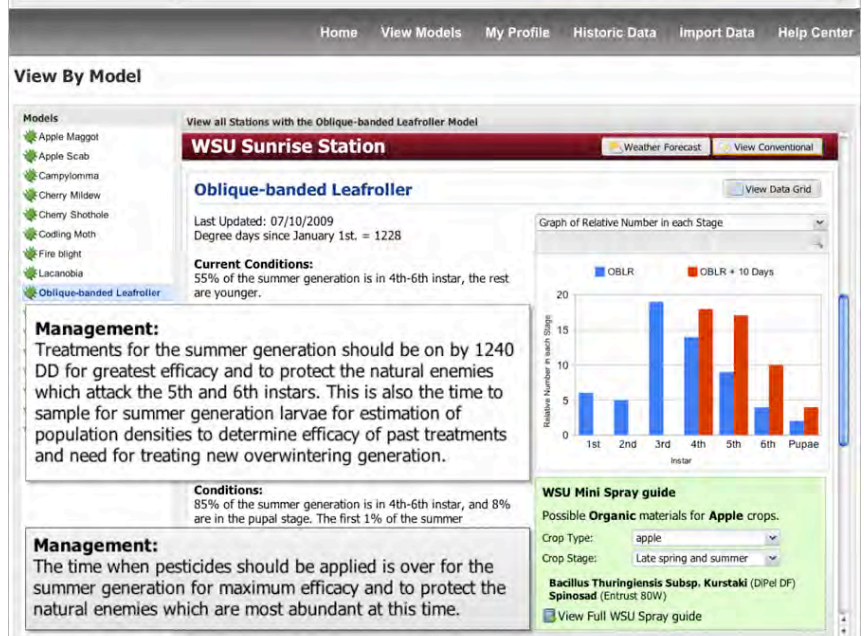 Home View Models My Profile Historic Data Import Data Help Center
View By Model
Models
Apple Maggot
Apple Scab
Campylomma
Cherry Mildew
Cherry Shothole
Codling Moth
Fire blight
Lacanobia
Oblique-banded Leafroller
View all Stations with the Oblique-banded Leafroller Model
WSU Sunrise Station
Weather Forecast View Conventional
Oblique-banded Leafroller
View Data Grid
Last Updated: 07/10/2009
Degree days since January 1st. = 1228
Current Conditions:
55% of the summer generation is in 4th-6th instar, the rest
are younger.
Management:
Treatments for the summer generation should be on by 1240
DD for greatest efficacy and to protect the natural enemies
which attack the 5th and 6th instars. This is also the time to
sample for summer generation larvae for estimation of
population densities to determine efficacy of past treatments
and need for treating new overwintering generation.
Conditions:
85% of the summer generation is in 4th-6th instar, and 8%
are in the pupal stage. The first 1% of the summer
Management:
The time when pesticides should be applied is over for the
summer generation for maximum efficacy and to protect the
natural enemies which are most abundant at this time.
Graph of Relative Number in each Stage
OBLR OBLR + 10 Days
Relative Number in each Stage
20
15
10
5
0
1st 2nd 3rd 4th 5th 6th Pupae
Instar
WSU Mini Spray guide
Possible Organic materials for Apple crops.
Crop Type: apple
Crop Stage: Late spring and summer
Bacillus Thuringiensis Subsp. Kurstaki (DiPel DF)
Spinosad (Entrust 80W)
View Full WSU Spray guide